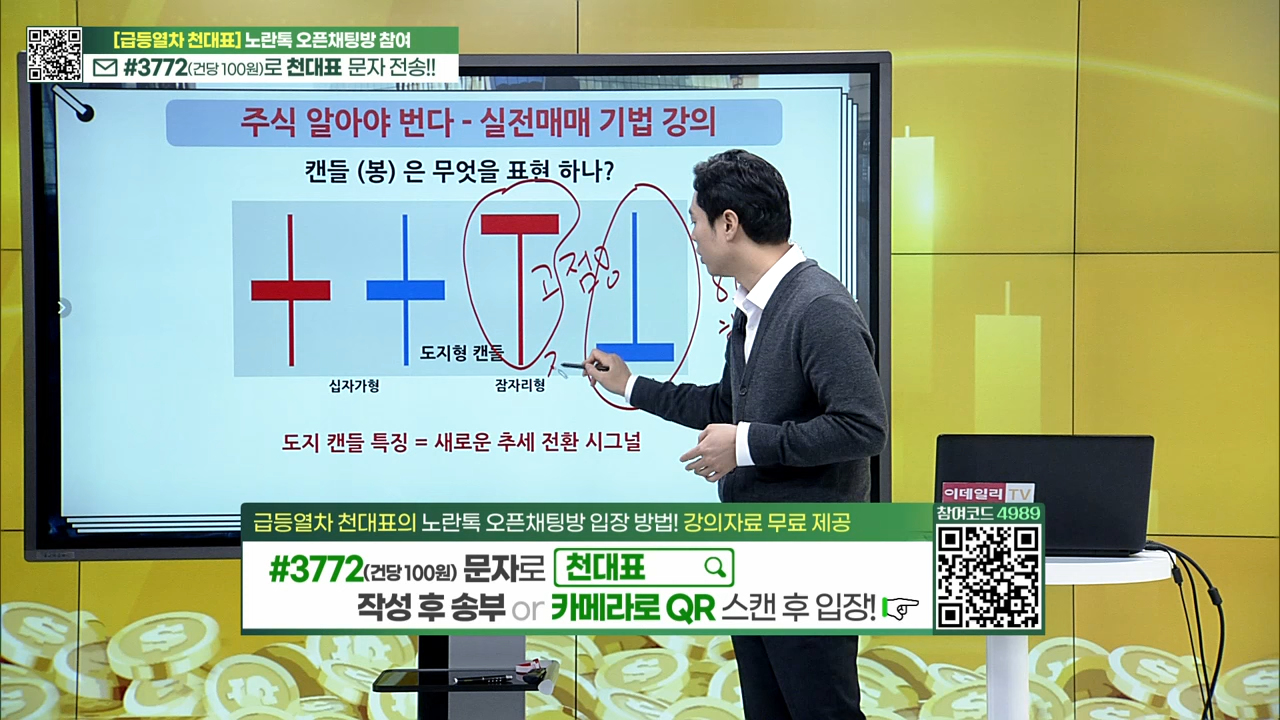 [급등열차 천대표] 노란톡 오픈채팅방 참여
#3772(건당 100원)로 천대표 문자 전송!!
주식 알아야 번다 - 실전매매 기법 강의
캔들 (봉) 은 무엇을 표현 하나?
고점
도지형 캔들
십자가형
잠자리형
도지 캔들 특징 = 새로운 추세 전환 시그널
이데일리TV
급등열차 천대표의 노란톡 오픈채팅방 입장 방법! 강의자료 무료 제공
참여코드 4989
#3772(건당 100원) 문자로 천대표
작성 후 송부 or 카메라로 QR 스캔 후 입장!